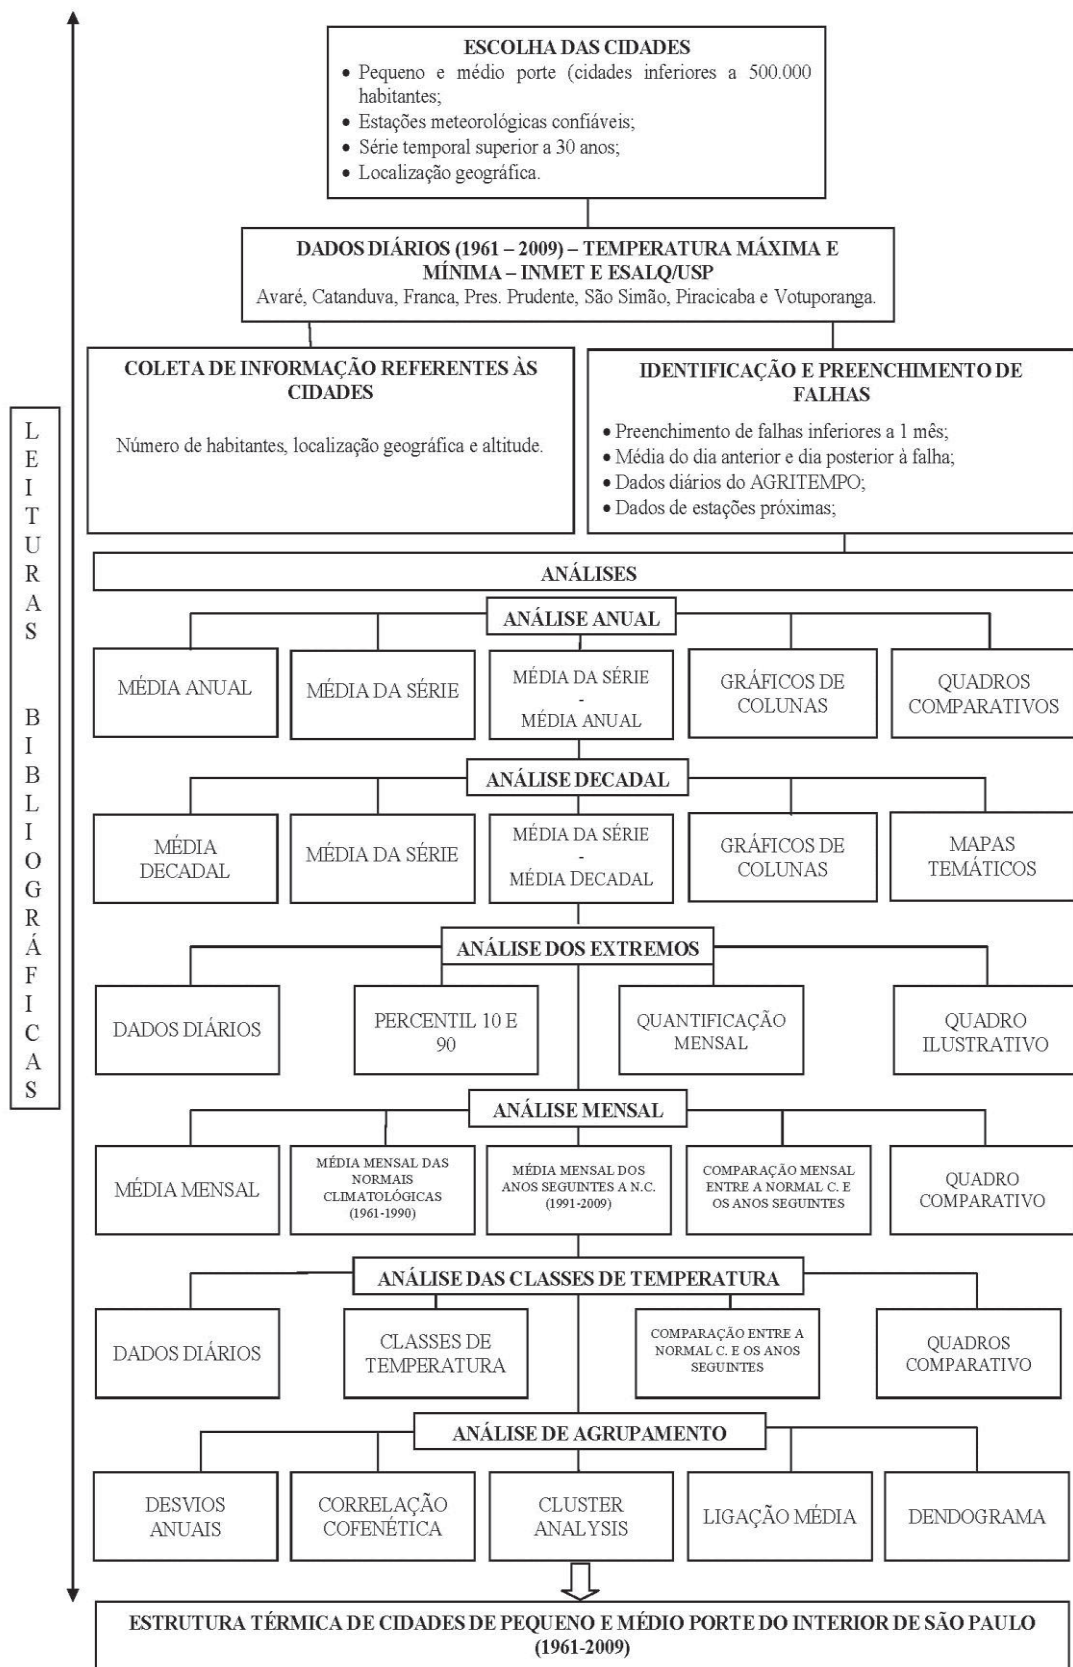 ESCOLHA DAS CIDADES
• Pequeno e médio porte (cidades inferiores a 500.000
habitantes;
• Estações meteorológicas confiáveis;
• Série temporal superior a 30 anos;
• Localização geográfica.
DADOS DIÁRIOS (1961 – 2009) – TEMPERATURA MÁXIMA E
MÍNIMA – INMET E ESALQ/USP
Avaré, Catanduva, Franca, Pres. Prudente, São Simão, Piracicaba e Votuporanga.
COLETA DE INFORMAÇÃO REFERENTES ÀS
CIDADES
Número de habitantes, localização geográfica e altitude.
IDENTIFICAÇÃO E PREENCHIMENTO DE
FALHAS
• Preenchimento de falhas inferiores a 1 mês;
• Média do dia anterior e dia posterior à falha;
• Dados diários do AGRITEMPO;
• Dados de estações próximas;
LEITURAS BIBLIOGRÁFICAS
ANÁLISES
ANÁLISE ANUAL
MÉDIA ANUAL
MÉDIA DA SÉRIE
MÉDIA DA SÉRIE
-
MÉDIA ANUAL
GRÁFICOS DE
COLUNAS
QUADROS
COMPARATIVOS
ANÁLISE DECADAL
MÉDIA
DECADAL
MÉDIA DA SÉRIE
MÉDIA DA SÉRIE
-
MÉDIA DECADAL
GRÁFICOS DE
COLUNAS
MAPAS
TEMÁTICOS
ANÁLISE DOS EXTREMOS
DADOS DIÁRIOS
PERCENTIL 10 E
90
QUANTIFICAÇÃO
MENSAL
QUADRO
ILUSTRATIVO
ANÁLISE MENSAL
MÉDIA MENSAL
MÉDIA MENSAL DAS
NORMAIS
CLIMATOLÓGICAS
(1961-1990)
MÉDIA MENSAL DOS
ANOS SEGUINTES A N.C.
(1991-2009)
COMPARAÇÃO MENSAL
ENTRE A NORMAL C. E
OS ANOS SEGUINTES
QUADRO
COMPARATIVO
ANÁLISE DAS CLASSES DE TEMPERATURA
DADOS DIÁRIOS
CLASSES DE
TEMPERATURA
COMPARAÇÃO ENTRE A
NORMAL C. E OS ANOS
SEGUINTES
QUADROS
COMPARATIVO
ANÁLISE DE AGRUPAMENTO
DESVIOS
ANUAIS
CORRELAÇÃO
COFENÉTICA
CLUSTER
ANALYSIS
LIGAÇÃO MÉDIA
DENDOGRAMA
ESTRUTURA TÉRMICA DE CIDADES DE PEQUENO E MÉDIO PORTE DO INTERIOR DE SÃO PAULO
(1961-2009)